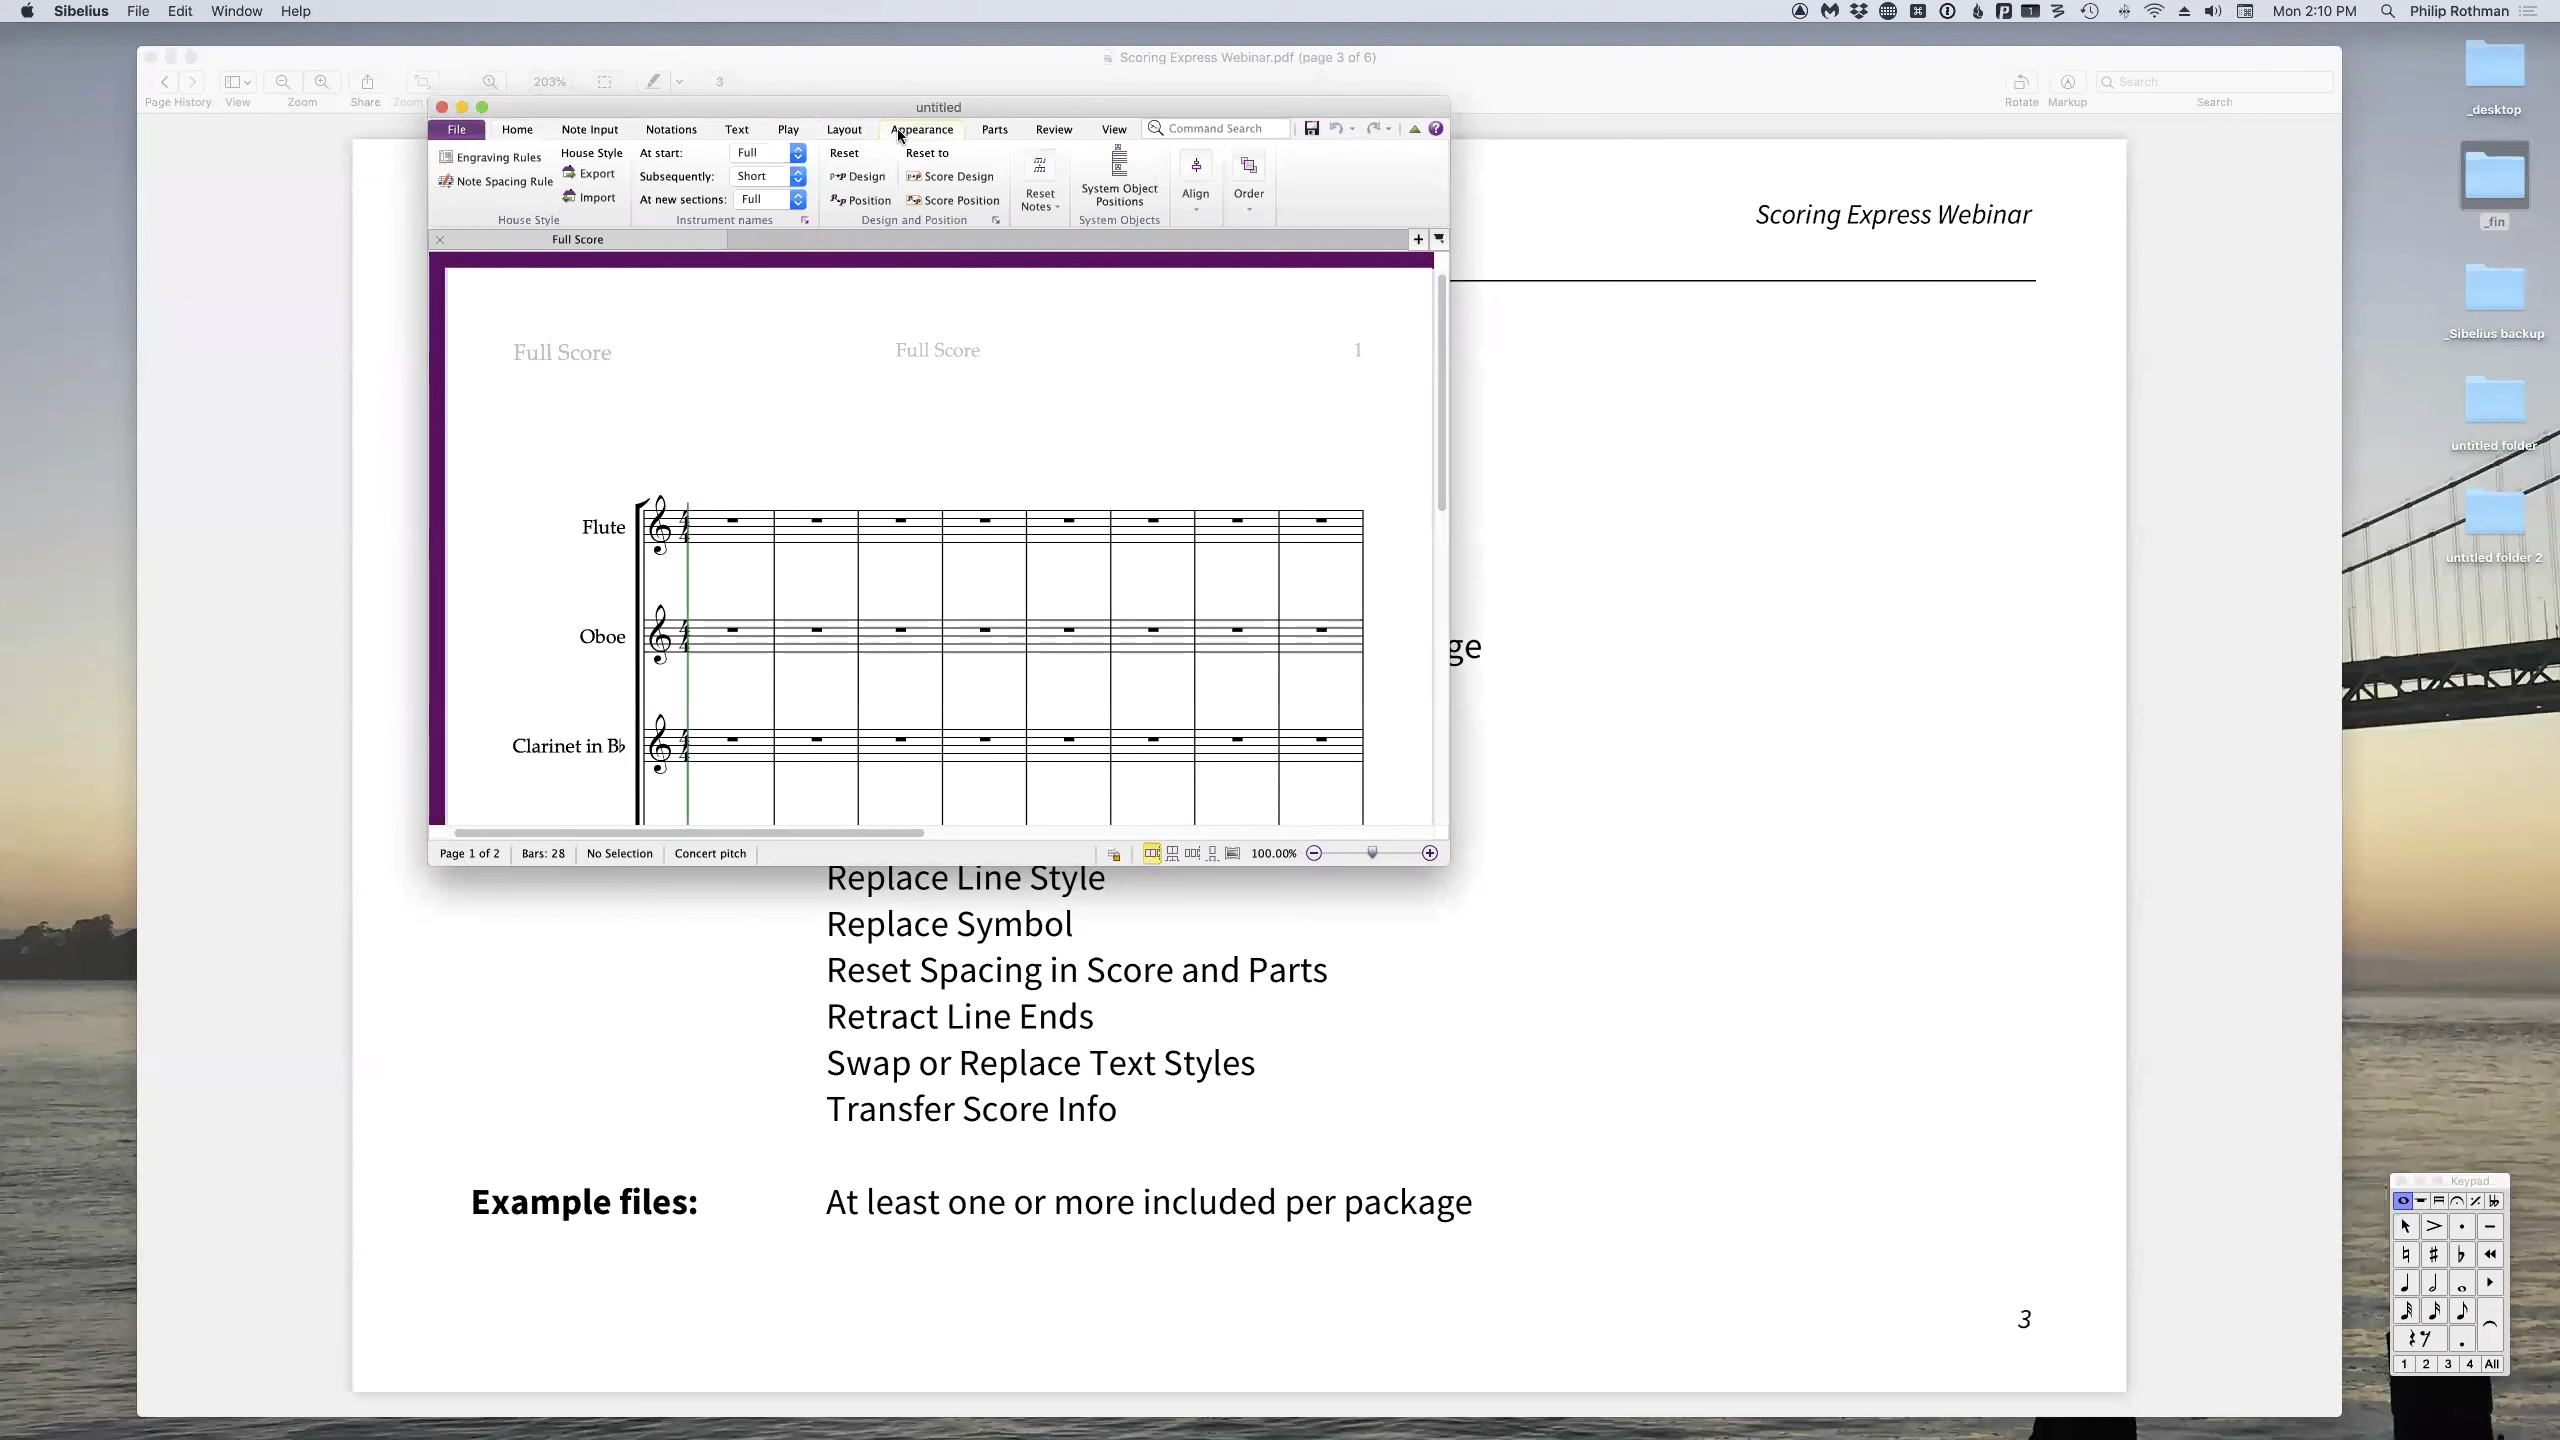 Sibelius File Edit Window Help
Mon 2:10 PM Philip Rothman
Scoring Express Webinar.pdf (page 3 of 6)
203% 3 Search
Page History View Zoom Share Zoom Rotate Markup Search
untitled
File Home Note Input Notations Text Play Layout Appearance Parts Review View Command Search
Engraving Rules
Note Spacing Rule
House Style
Export
Import
House Style
At start: Full
Subsequently: Short
At new sections: Full
Instrument names
Reset
Design
Position
Reset to
Score Design
Score Position
Design and Position
Reset
Notes
System Object
Positions
System Objects
Align
Order
Full Score
Full Score Full Score 1
Flute
Oboe
Clarinet in B♭
Page 1 of 2 Bars: 28 No Selection Concert pitch 100.00%
Scoring Express Webinar
ge
Replace Line Style
Replace Symbol
Reset Spacing in Score and Parts
Retract Line Ends
Swap or Replace Text Styles
Transfer Score Info
Example files: At least one or more included per package
3
_desktop
_fin
_Sibelius backup
untitled folder
untitled folder 2
Keypad
1 2 3 4 All